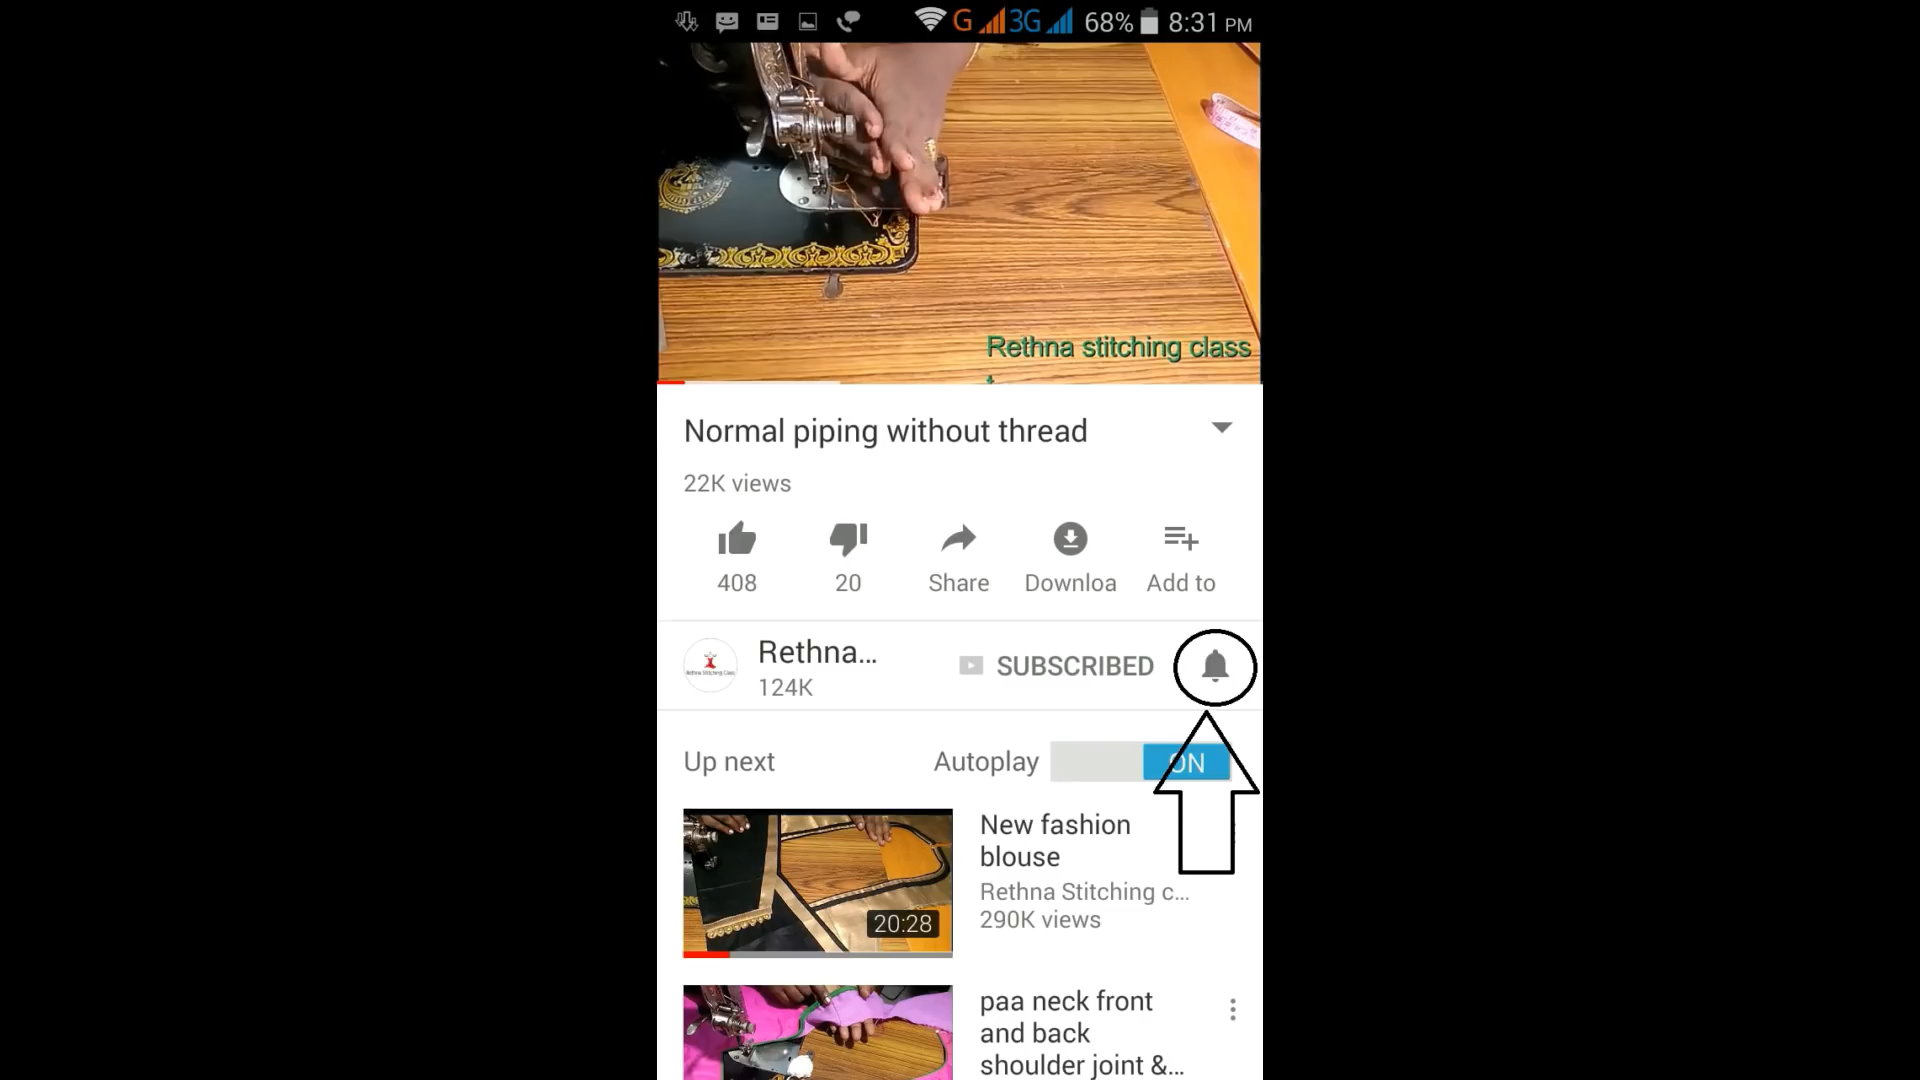 G 3G 68% 8:31 PM
Rethna stitching class
Normal piping without thread
22K views
408 20 Share Downloa Add to
Rethna...
124K
SUBSCRIBED
Up next Autoplay ON
20:28
New fashion
blouse
Rethna Stitching c...
290K views
paa neck front
and back
shoulder joint &...